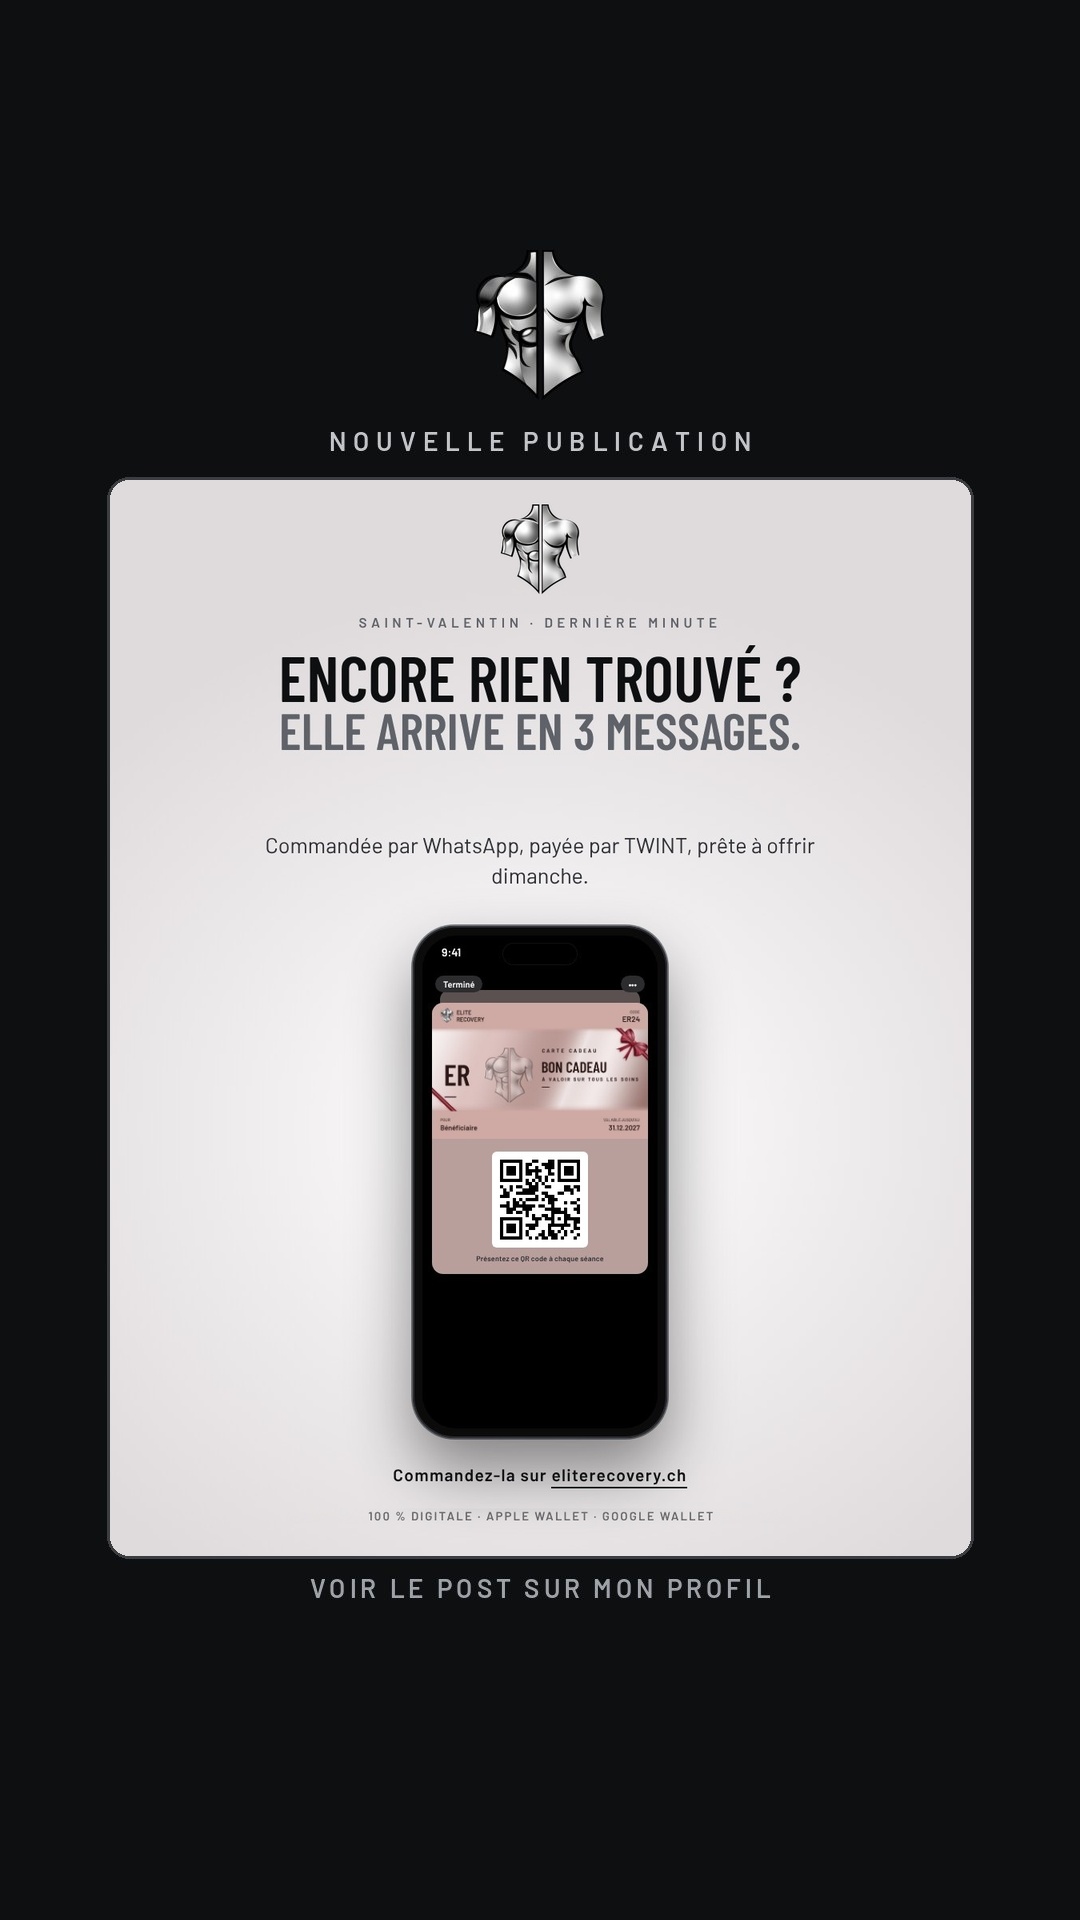 NOUVELLE PUBLICATION
SAINT-VALENTIN · DERNIÈRE MINUTE
ENCORE RIEN TROUVÉ ?
ELLE ARRIVE EN 3 MESSAGES.
Commandée par WhatsApp, payée par TWINT, prête à offrir
dimanche.
9:41
Terminé
ELITE
RECOVERY
ER24
CARTE CADEAU
ER
BON CADEAU
À VALOIR SUR TOUS LES SOINS
Bénéficiaire
31.12.2027
Présentez ce QR code à chaque séance
Commandez-la sur eliterecovery.ch
100 % DIGITALE · APPLE WALLET · GOOGLE WALLET
VOIR LE POST SUR MON PROFIL